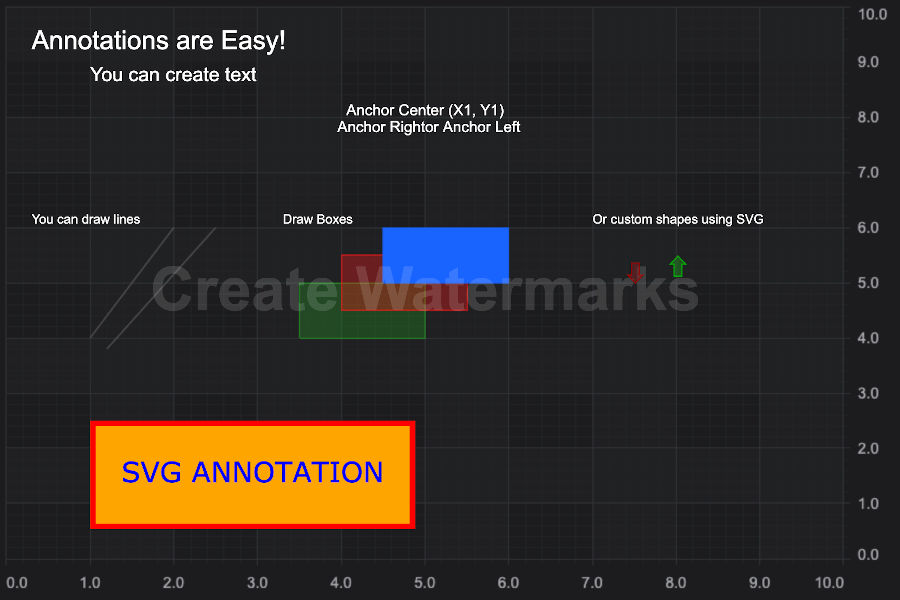 Annotations are Easy!
You can create text
Anchor Center (X1, Y1)
Anchor Rightor Anchor Left
You can draw lines
Draw Boxes
Or custom shapes using SVG
Create Watermarks
SVG ANNOTATION
10.0
9.0
8.0
7.0
6.0
5.0
4.0
3.0
2.0
1.0
0.0
0.0 1.0 2.0 3.0 4.0 5.0 6.0 7.0 8.0 9.0 10.0